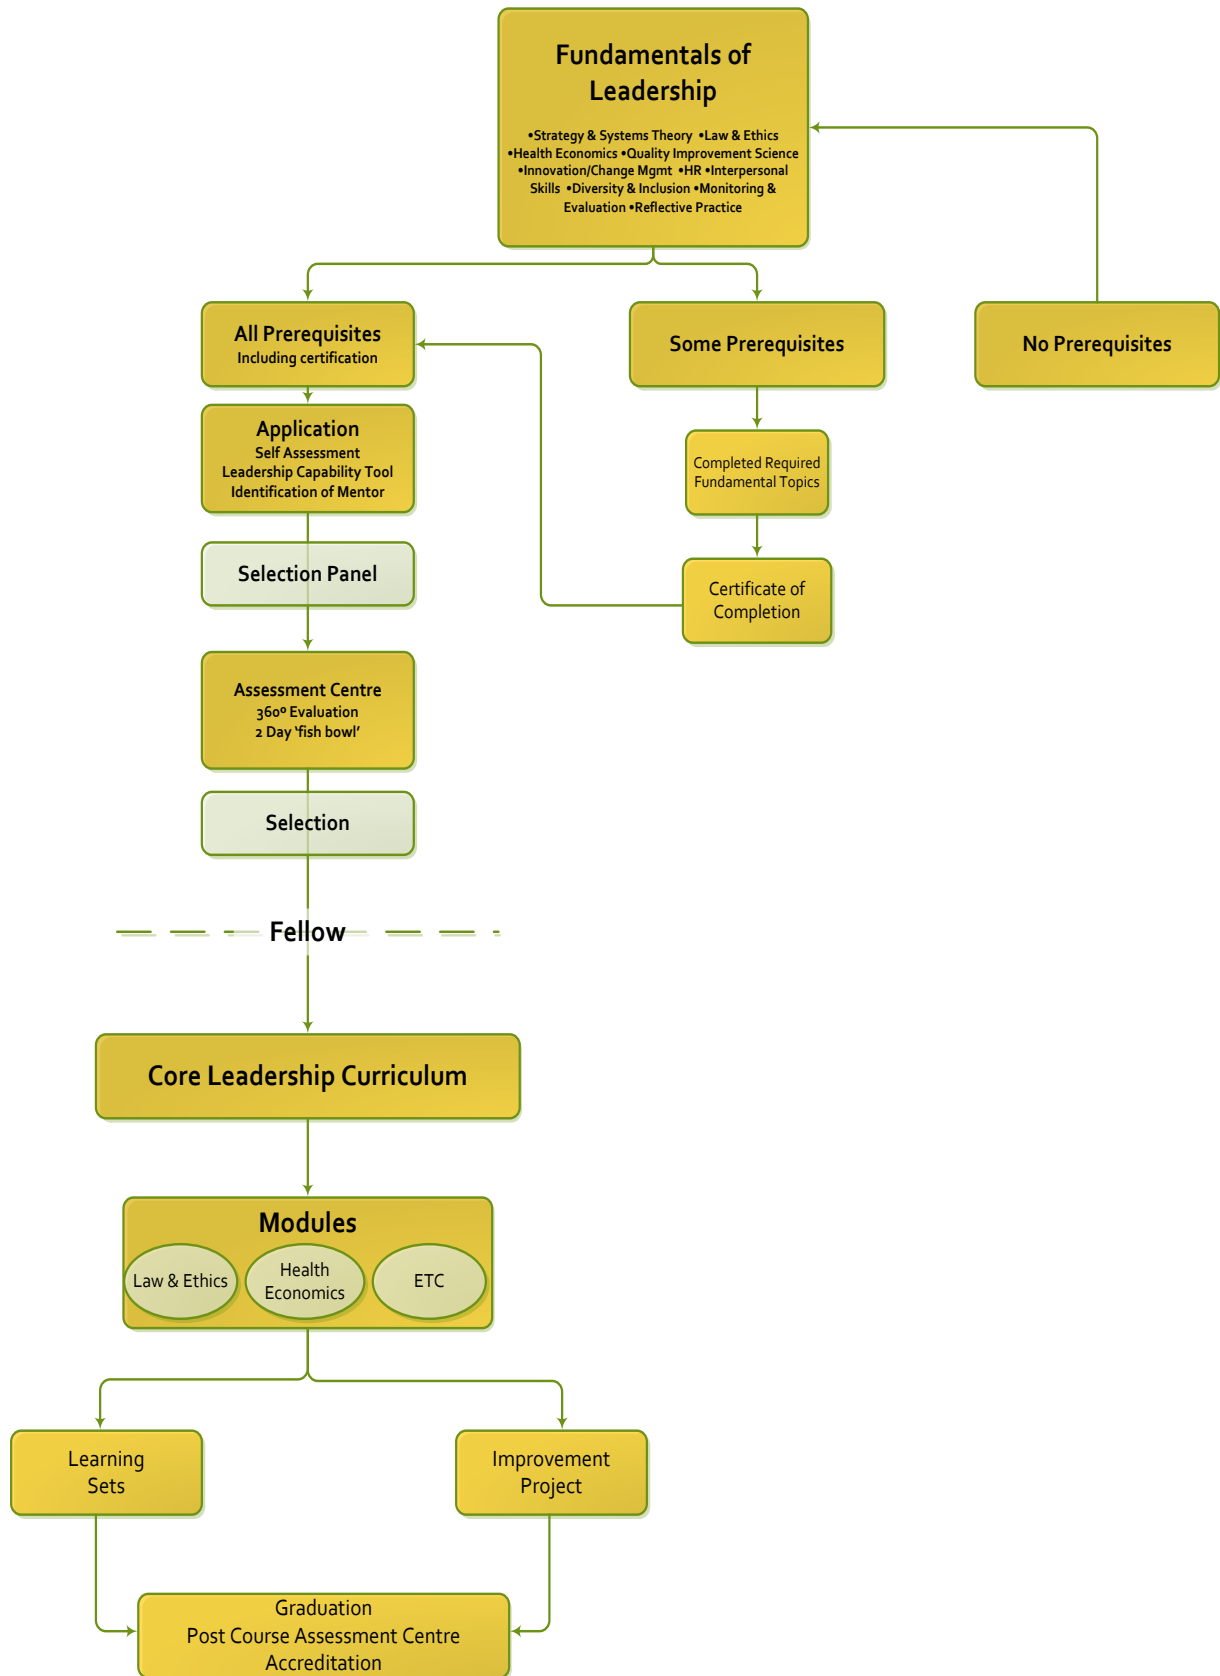 Fundamentals of
Leadership
•Strategy & Systems Theory •Law & Ethics
•Health Economics •Quality Improvement Science
•Innovation/Change Mgmt •HR •Interpersonal
Skills •Diversity & Inclusion •Monitoring &
Evaluation •Reflective Practice
All Prerequisites
Including certification
Some Prerequisites
No Prerequisites
Application
Self Assessment
Leadership Capability Tool
Identification of Mentor
Completed Required
Fundamental Topics
Selection Panel
Certificate of
Completion
Assessment Centre
360º Evaluation
2 Day ‘fish bowl’
Selection
Fellow
Core Leadership Curriculum
Modules
Law & Ethics
Health
Economics
ETC
Learning
Sets
Improvement
Project
Graduation
Post Course Assessment Centre
Accreditation